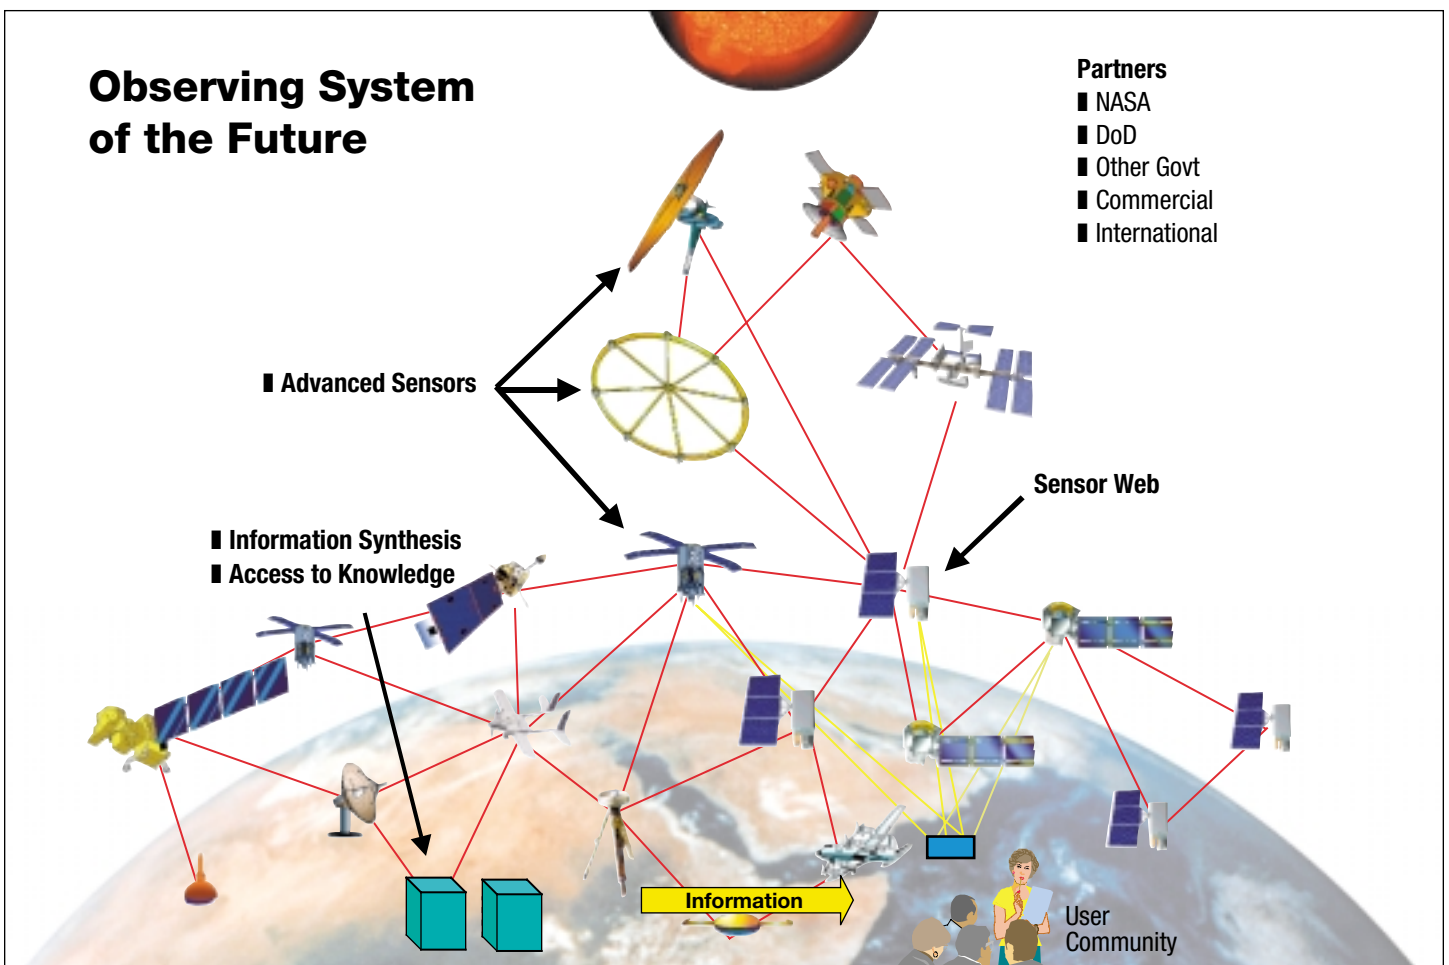 Observing System
of the Future
Partners
▮ NASA
▮ DoD
▮ Other Govt
▮ Commercial
▮ International
▮ Advanced Sensors
Sensor Web
▮ Information Synthesis
▮ Access to Knowledge
Information
User
Community